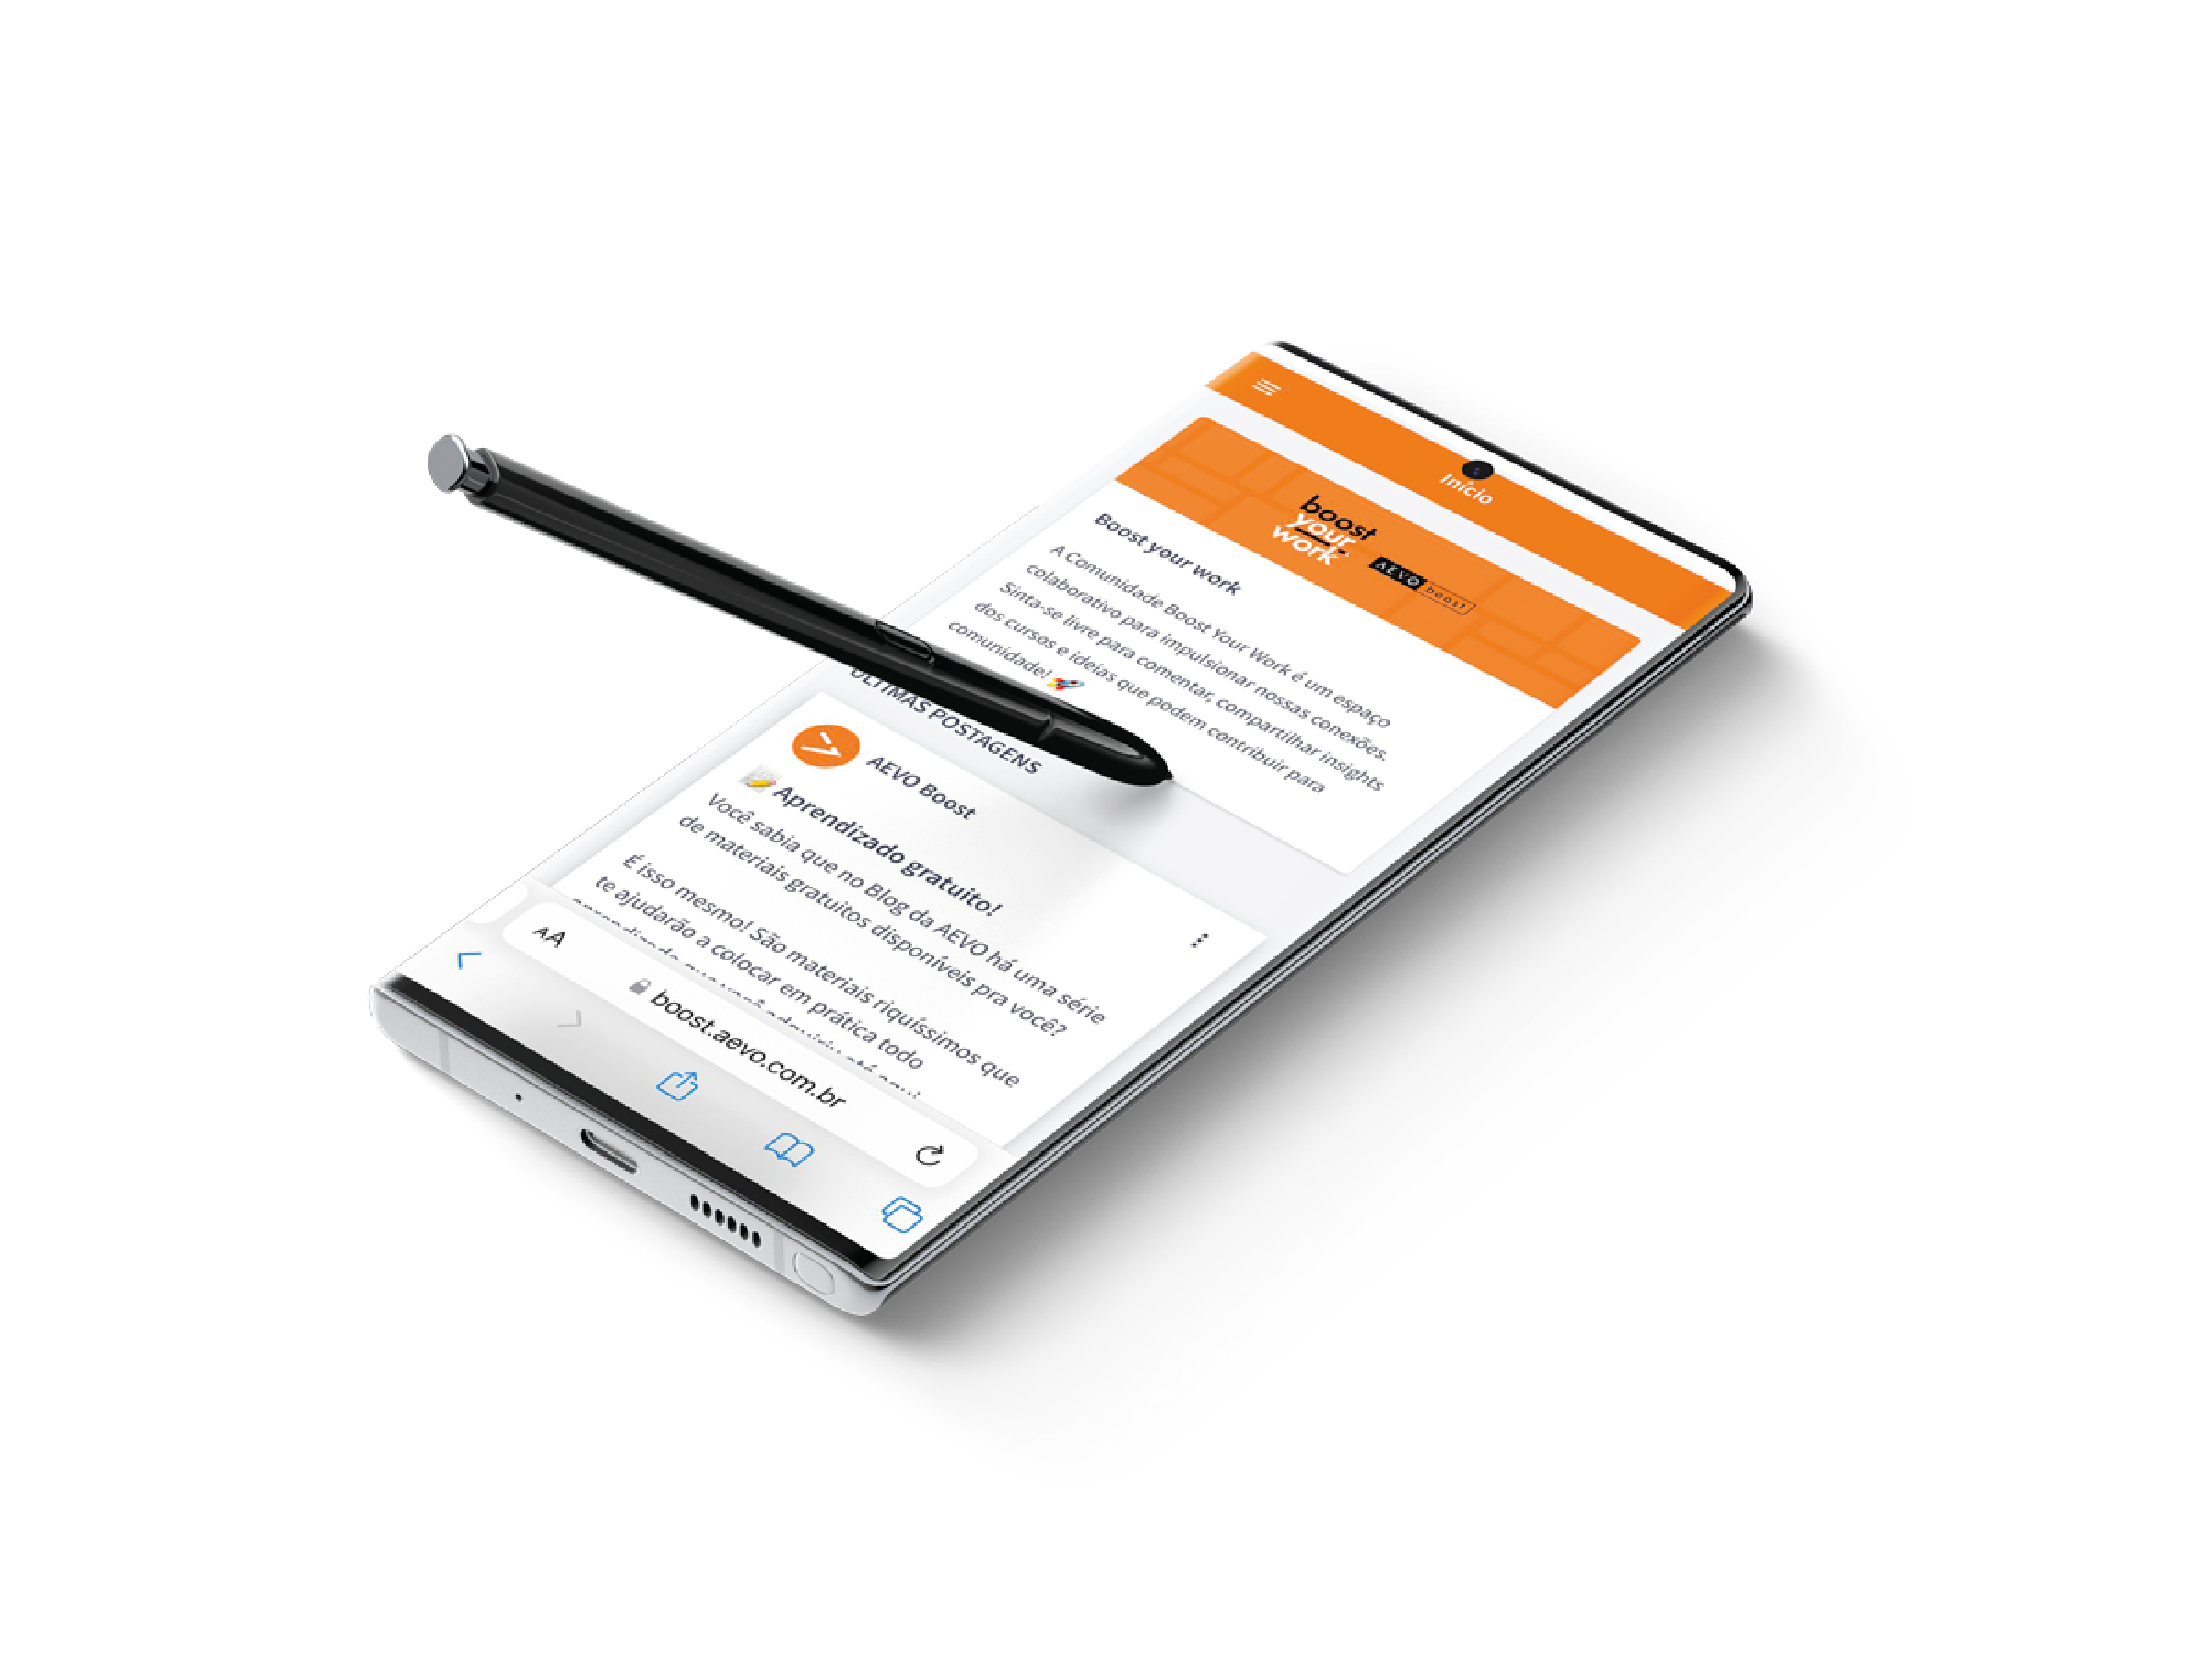 Início
boost
your
work
AEVO boost
Boost your work
A Comunidade Boost Your Work é um espaço
colaborativo para impulsionar nossas conexões.
Sinta-se livre para comentar, compartilhar insights
dos cursos e ideias que podem contribuir para
comunidade! 🚀
ÚLTIMAS POSTAGENS
AEVO Boost
📝 Aprendizado gratuito!
Você sabia que no Blog da AEVO há uma série
de materiais gratuitos disponíveis pra você?
É isso mesmo! São materiais riquíssimos que
te ajudarão a colocar em prática todo
AA
boost.aevo.com.br